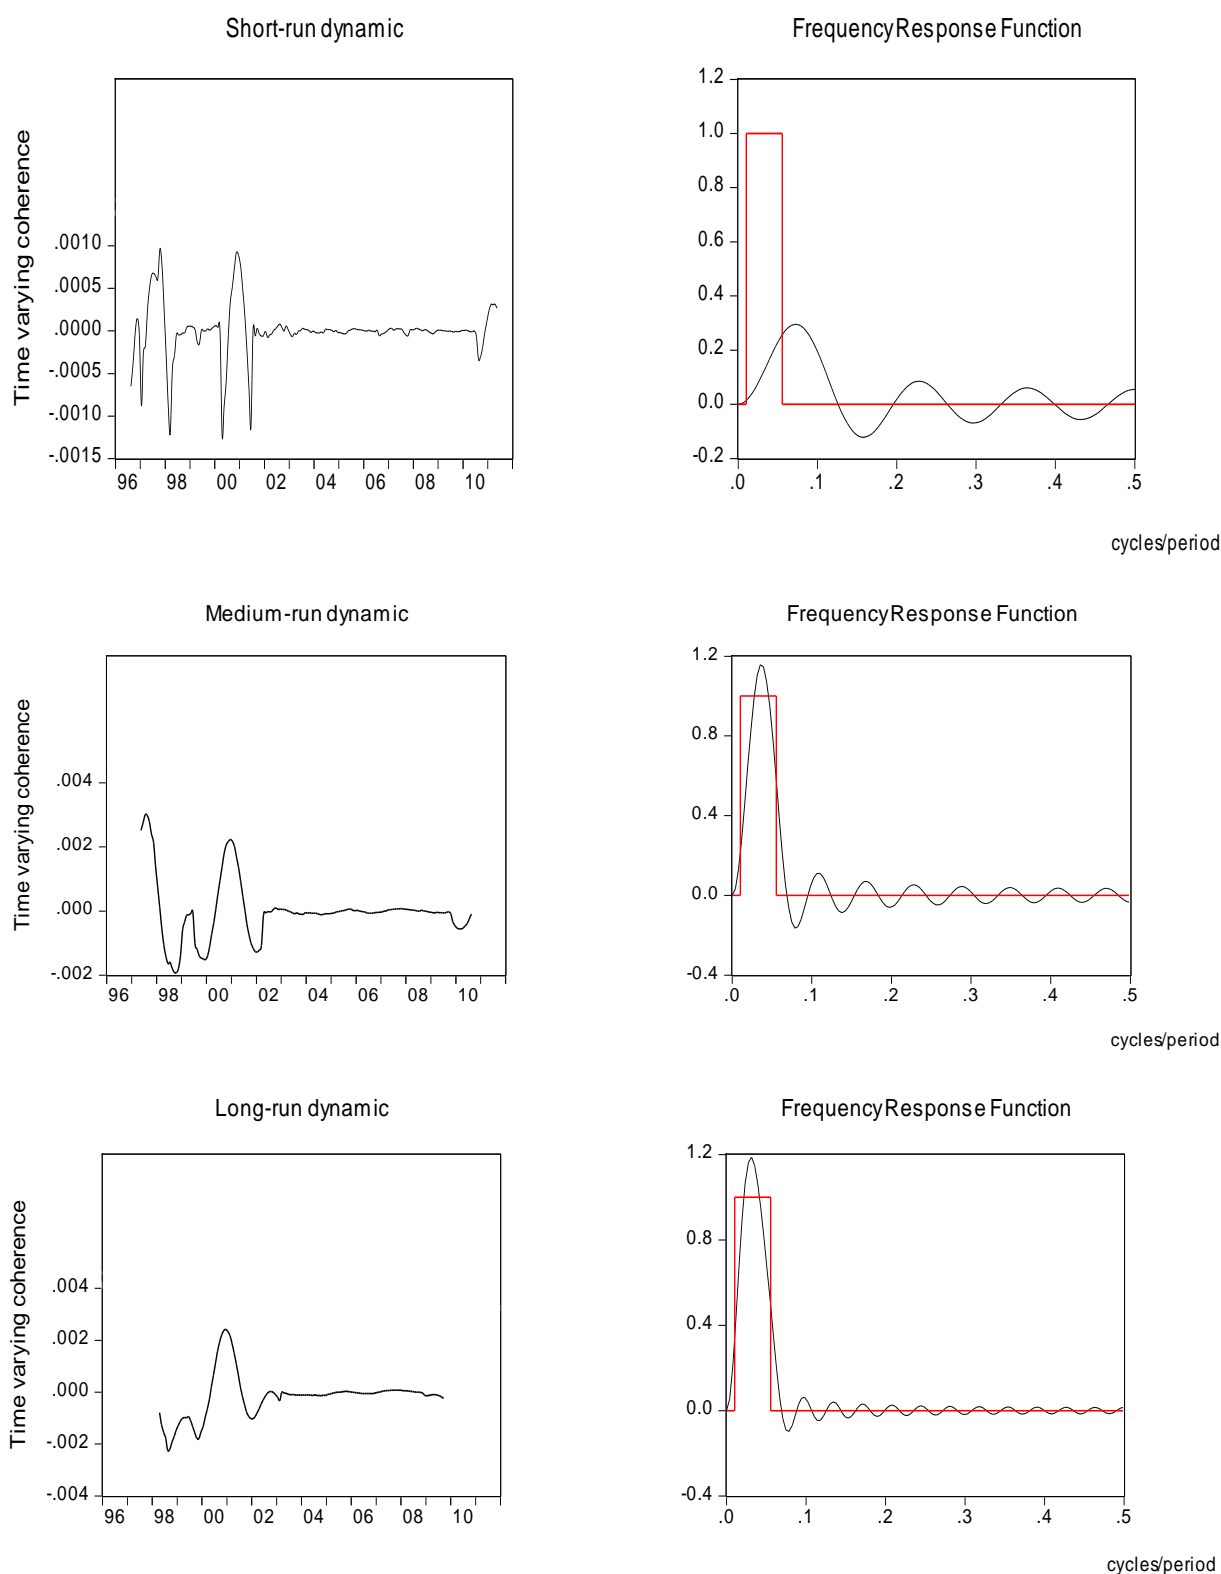 Short-run dynamic
Frequency Response Function
Time varying coherence
.0010
.0005
.0000
-.0005
-.0010
-.0015
96 98 00 02 04 06 08 10
1.2
1.0
0.8
0.6
0.4
0.2
0.0
-0.2
.0 .1 .2 .3 .4 .5
cycles/period
Medium-run dynamic
Frequency Response Function
Time varying coherence
.004
.002
.000
-.002
96 98 00 02 04 06 08 10
1.2
0.8
0.4
0.0
-0.4
.0 .1 .2 .3 .4 .5
cycles/period
Long-run dynamic
Frequency Response Function
Time varying coherence
.004
.002
.000
-.002
-.004
96 98 00 02 04 06 08 10
1.2
0.8
0.4
0.0
-0.4
.0 .1 .2 .3 .4 .5
cycles/period